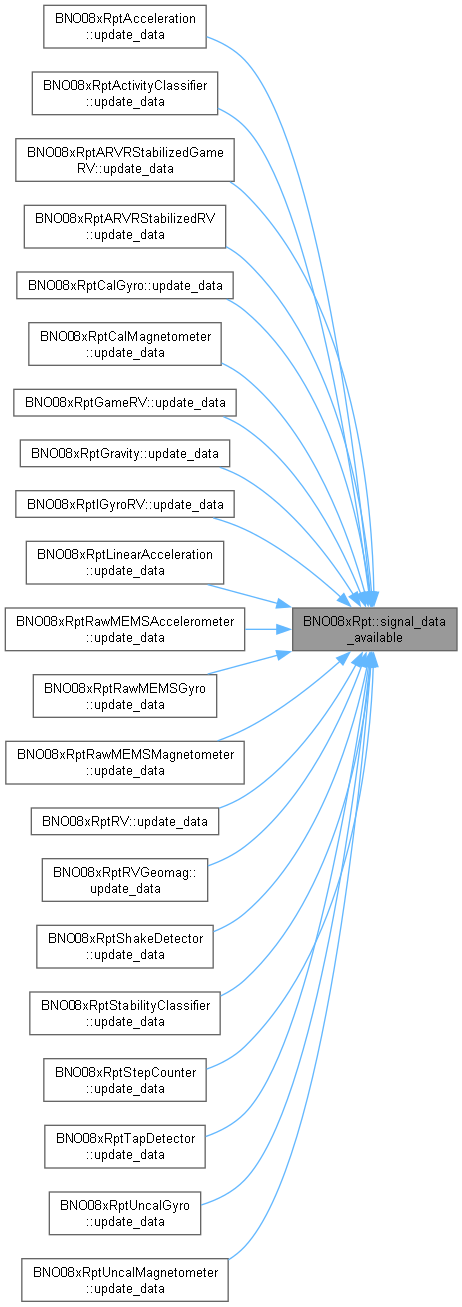 BNO08xRptAcceleration
::update_data
BNO08xRptActivityClassifier
::update_data
BNO08xRptARVRStabilizedGame
RV::update_data
BNO08xRptARVRStabilizedRV
::update_data
BNO08xRptCalGyro::update_data
BNO08xRptCalMagnetometer
::update_data
BNO08xRptGameRV::update_data
BNO08xRptGravity::update_data
BNO08xRptIGyroRV::update_data
BNO08xRptLinearAcceleration
::update_data
BNO08xRpt::signal_data
_available
BNO08xRptRawMEMSAccelerometer
::update_data
BNO08xRptRawMEMSGyro
::update_data
BNO08xRptRawMEMSMagnetometer
::update_data
BNO08xRptRV::update_data
BNO08xRptRVGeomag::
update_data
BNO08xRptShakeDetector
::update_data
BNO08xRptStabilityClassifier
::update_data
BNO08xRptStepCounter
::update_data
BNO08xRptTapDetector
::update_data
BNO08xRptUncalGyro
::update_data
BNO08xRptUncalMagnetometer
::update_data